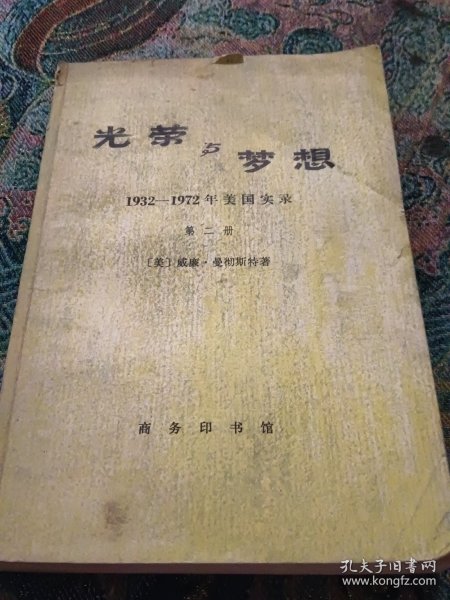 光荣与梦想
1932—1972年美国实录
第二册
〔美〕威廉·曼彻斯特著
商务印书馆
孔夫子旧书网
www.kongfz.com